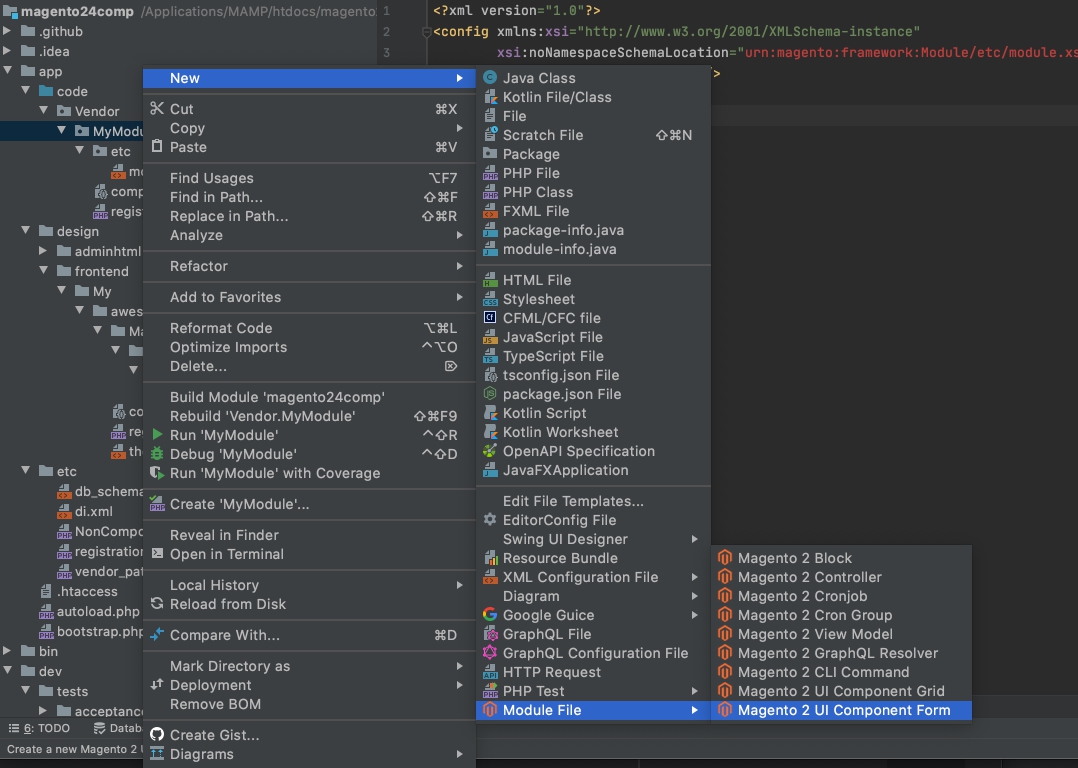 magento24comp /Applications/MAMP/htdocs/magento
.github
.idea
app
code
Vendor
MyModu
etc
mo
comp
regist
design
adminhtml
frontend
My
awes
Ma
co
re
the
etc
db_schema
di.xml
NonCompo
registration
vendor_pat
.htaccess
autoload.php
bootstrap.php
bin
dev
tests
acceptance
6: TODO
Datab
Create a new Magento 2 U
1 <?xml version="1.0"?>
2 <config xmlns:xsi="http://www.w3.org/2001/XMLSchema-instance"
3 xsi:noNamespaceSchemaLocation="urn:magento:framework:Module/etc/module.xs
>
New
Cut ⌘X
Copy
Paste ⌘V
Find Usages ⌥F7
Find in Path... ⇧⌘F
Replace in Path... ⇧⌘R
Analyze
Refactor
Add to Favorites
Reformat Code ⌥⌘L
Optimize Imports ^⌥O
Delete... ⌦
Build Module 'magento24comp'
Rebuild 'Vendor.MyModule' ⇧⌘F9
Run 'MyModule' ^⇧R
Debug 'MyModule' ^⇧D
Run 'MyModule' with Coverage
Create 'MyModule'...
Reveal in Finder
Open in Terminal
Local History
Reload from Disk
Compare With... ⌘D
Mark Directory as
Deployment
Remove BOM
Create Gist...
Diagrams
Java Class
Kotlin File/Class
File
Scratch File ⇧⌘N
Package
PHP File
PHP Class
FXML File
package-info.java
module-info.java
HTML File
Stylesheet
CFML/CFC file
JavaScript File
TypeScript File
tsconfig.json File
package.json File
Kotlin Script
Kotlin Worksheet
OpenAPI Specification
JavaFXApplication
Edit File Templates...
EditorConfig File
Swing UI Designer
Resource Bundle
XML Configuration File
Diagram
Google Guice
GraphQL File
GraphQL Configuration File
HTTP Request
PHP Test
Module File
Magento 2 Block
Magento 2 Controller
Magento 2 Cronjob
Magento 2 Cron Group
Magento 2 View Model
Magento 2 GraphQL Resolver
Magento 2 CLI Command
Magento 2 UI Component Grid
Magento 2 UI Component Form